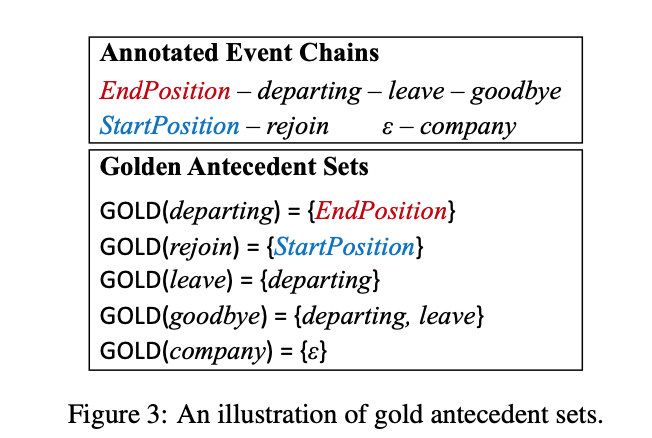 Annotated Event Chains
EndPosition – departing – leave – goodbye
StartPosition – rejoin ε – company
Golden Antecedent Sets
GOLD(departing) = {EndPosition}
GOLD(rejoin) = {StartPosition}
GOLD(leave) = {departing}
GOLD(goodbye) = {departing, leave}
GOLD(company) = {ε}
Figure 3: An illustration of gold antecedent sets.